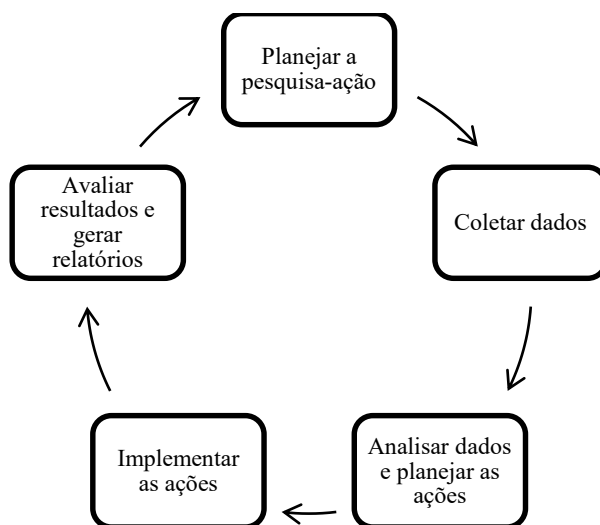 Planejar a
pesquisa-ação
Coletar dados
Analisar dados
e planejar as
ações
Implementar
as ações
Avaliar
resultados e
gerar
relatórios